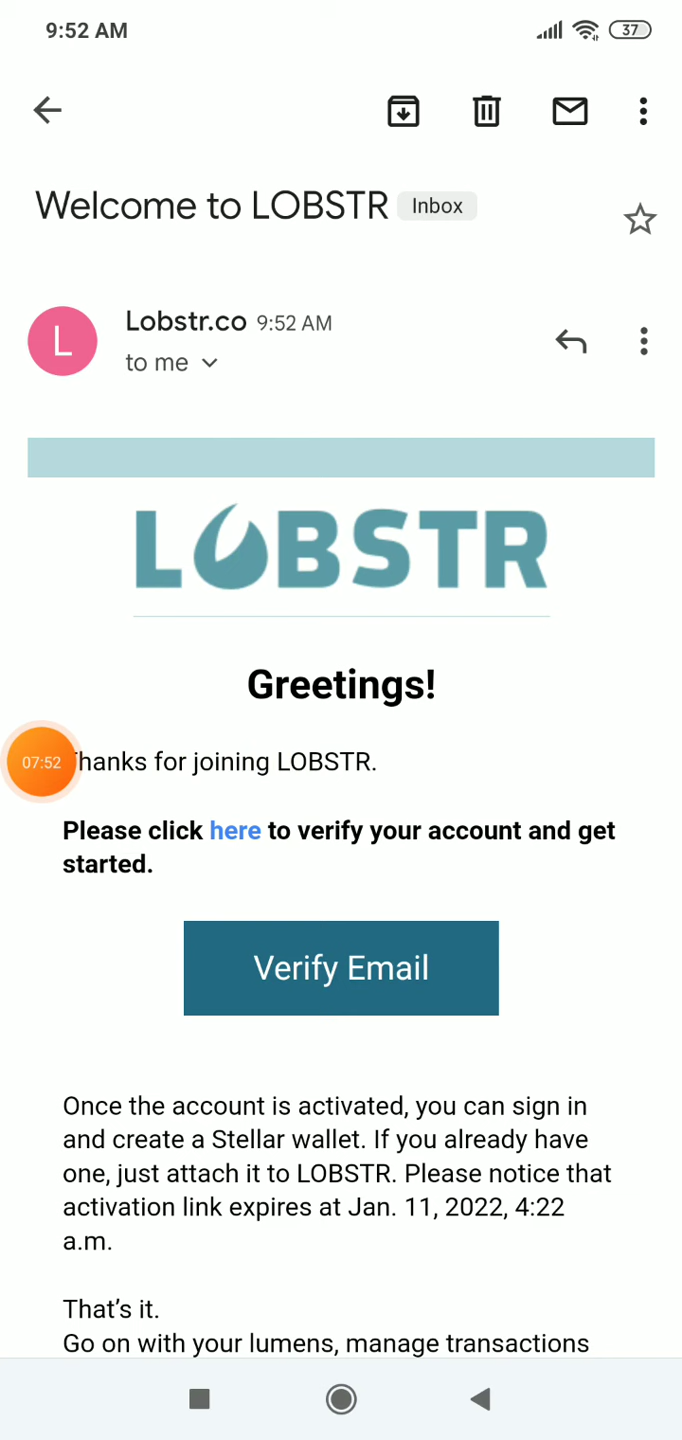 9:52 AM
37
Welcome to LOBSTR Inbox
L
Lobstr.co 9:52 AM
to me
LOBSTR
Greetings!
07:52
Thanks for joining LOBSTR.
Please click here to verify your account and get
started.
Verify Email
Once the account is activated, you can sign in
and create a Stellar wallet. If you already have
one, just attach it to LOBSTR. Please notice that
activation link expires at Jan. 11, 2022, 4:22
a.m.
That's it.
Go on with your lumens, manage transactions